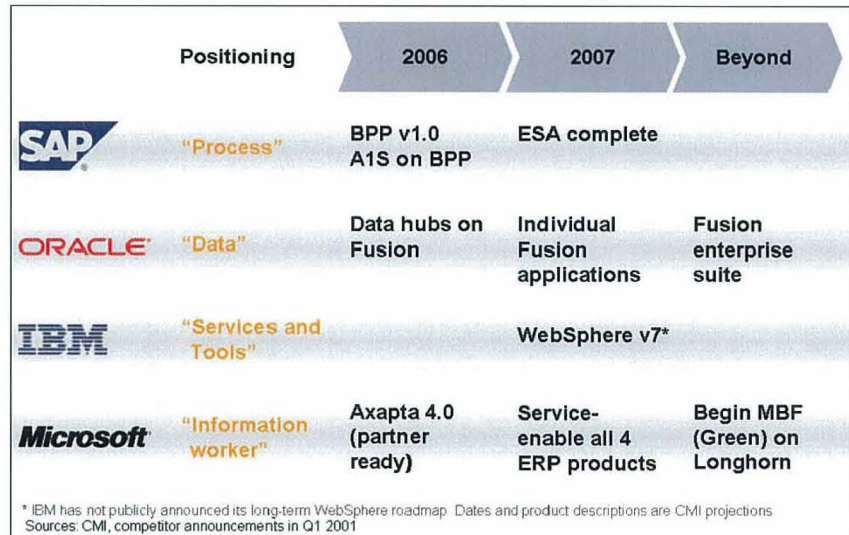 Positioning 2006 2007 Beyond
SAP "Process" BPP v1.0 ESA complete
A1S on BPP
ORACLE "Data" Data hubs on Individual Fusion
Fusion Fusion enterprise
applications suite
IBM "Services and WebSphere v7*
Tools"
Microsoft "Information Axapta 4.0 Service- Begin MBF
worker" (partner enable all 4 (Green) on
ready) ERP products Longhorn
* IBM has not publicly announced its long-term WebSphere roadmap Dates and product descriptions are CMI projections
Sources: CMI, competitor announcements in Q1 2001